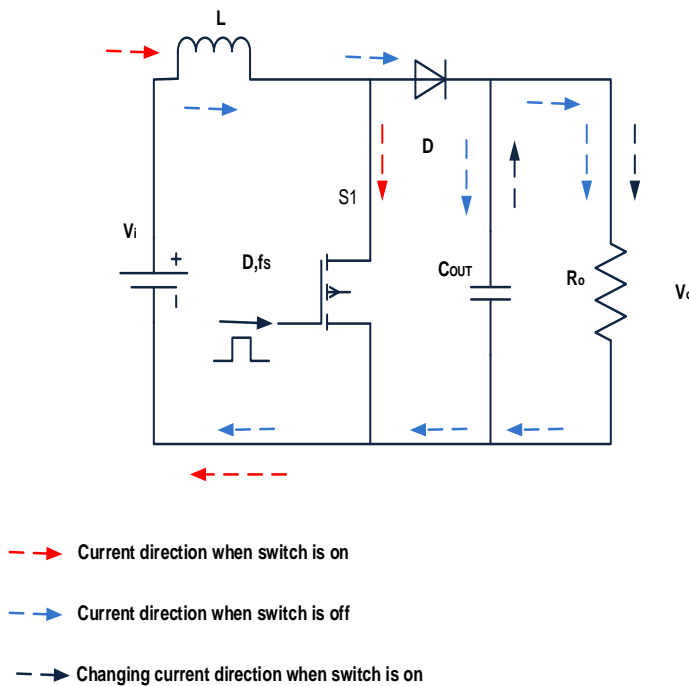 L
D
S1
Vi
+
D,fs
COUT
Ro
Vo
Current direction when switch is on
Current direction when switch is off
Changing current direction when switch is on